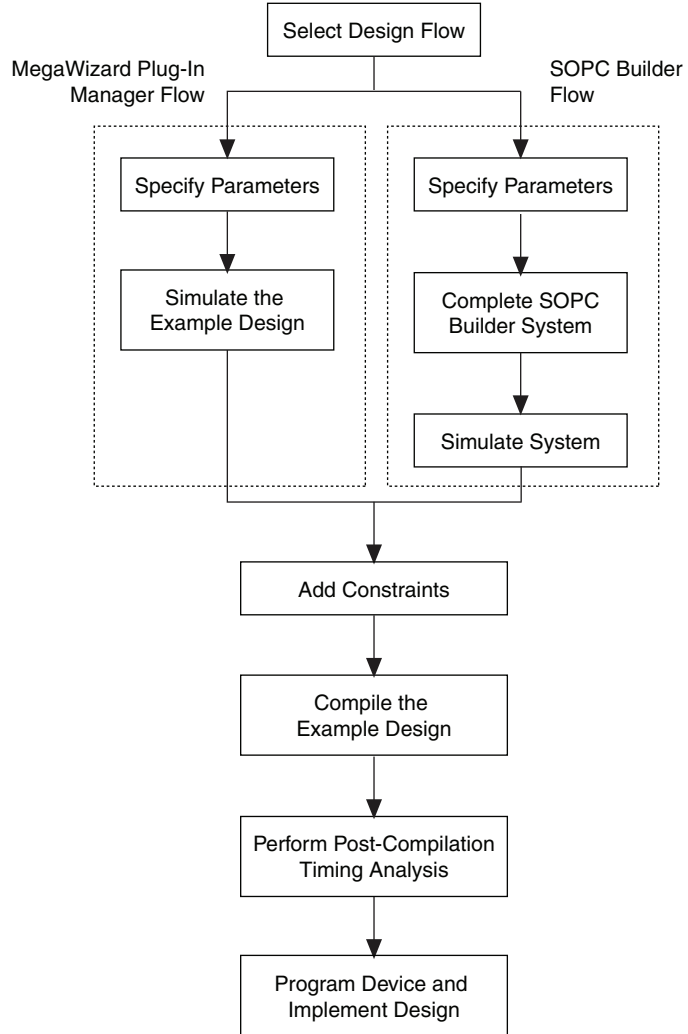 Select Design Flow
MegaWizard Plug-In
Manager Flow
SOPC Builder
Flow
Specify Parameters
Simulate the
Example Design
Specify Parameters
Complete SOPC
Builder System
Simulate System
Add Constraints
Compile the
Example Design
Perform Post-Compilation
Timing Analysis
Program Device and
Implement Design